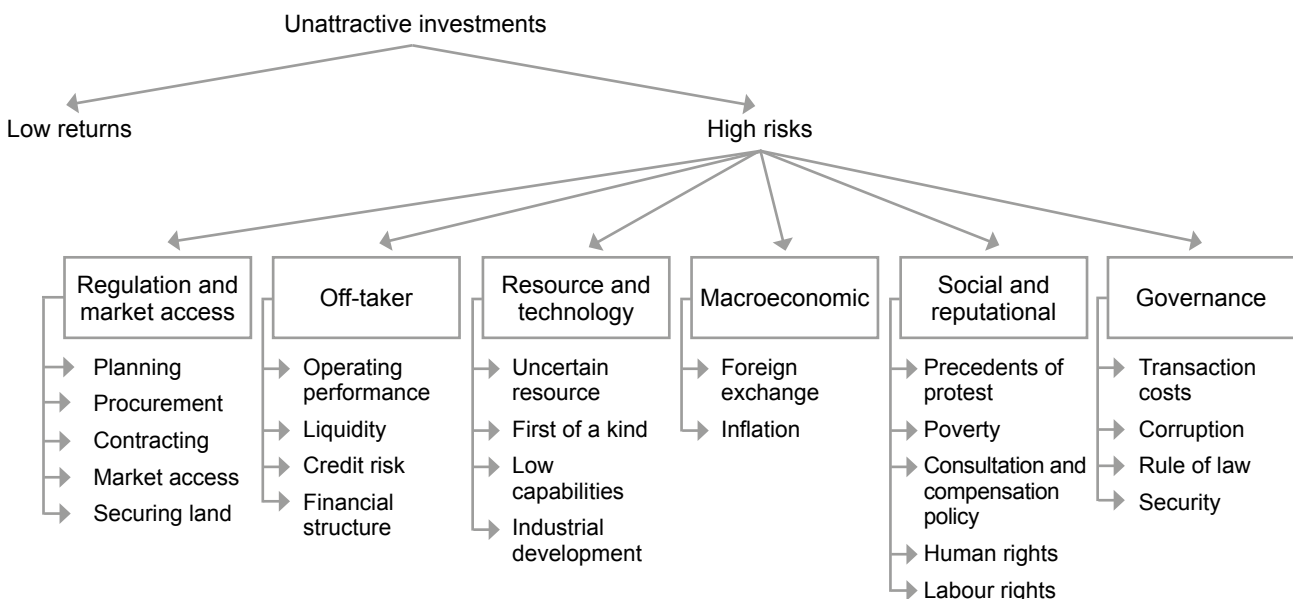 Unattractive investments
Low returns
High risks
Regulation and
market access
Planning
Procurement
Contracting
Market access
Securing land
Off-taker
Operating
performance
Liquidity
Credit risk
Financial
structure
Resource and
technology
Uncertain
resource
First of a kind
Low
capabilities
Industrial
development
Macroeconomic
Foreign
exchange
Inflation
Social and
reputational
Precedents of
protest
Poverty
Consultation and
compensation
policy
Human rights
Labour rights
Governance
Transaction
costs
Corruption
Rule of law
Security